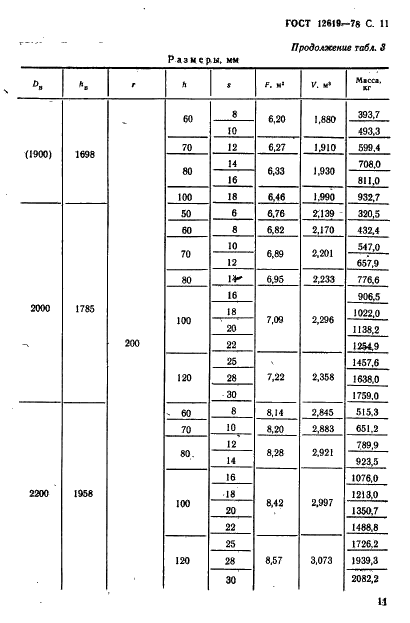 ГОСТ 12619—78 С. 11
Продолжение табл. 3
Размеры, мм
Dв hв r h s F, м² V, м³ Масса, кг
(1900) 1698 200 60 8 6,20 1,880 393,7
10 493,3
70 12 6,27 1,910 599,4
80 14 6,33 1,930 708,0
16 811,0
100 18 6,46 1,990 932,7
2000 1785 50 6 6,76 2,139 320,5
60 8 6,82 2,170 432,4
70 10 6,89 2,201 547,0
12 657,9
80 14 6,95 2,233 776,6
100 16 7,09 2,296 906,5
18 1022,0
20 1138,2
22 1254,9
120 25 7,22 2,358 1457,6
28 1638,0
30 1759,0
2200 1958 60 8 8,14 2,845 515,3
70 10 8,20 2,883 651,2
80 12 8,28 2,921 789,9
14 923,5
100 16 8,42 2,997 1076,0
18 1213,0
20 1350,7
22 1488,8
120 25 8,57 3,073 1726,2
28 1939,3
30 2082,2
11